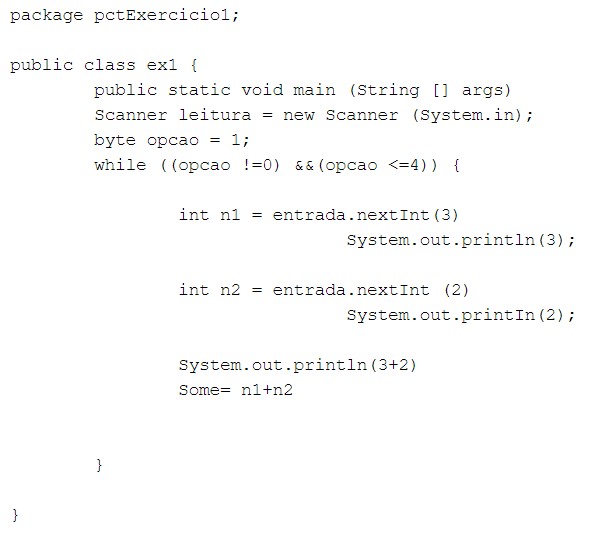 package pctExercicio1;
public class ex1 {
public static void main (String [] args)
Scanner leitura = new Scanner (System.in);
byte opcao = 1;
while ((opcao !=0) &&(opcao <=4)) {
int n1 = entrada.nextInt(3)
System.out.println(3);
int n2 = entrada.nextInt (2)
System.out.printIn(2);
System.out.println(3+2)
Some= n1+n2
}
}